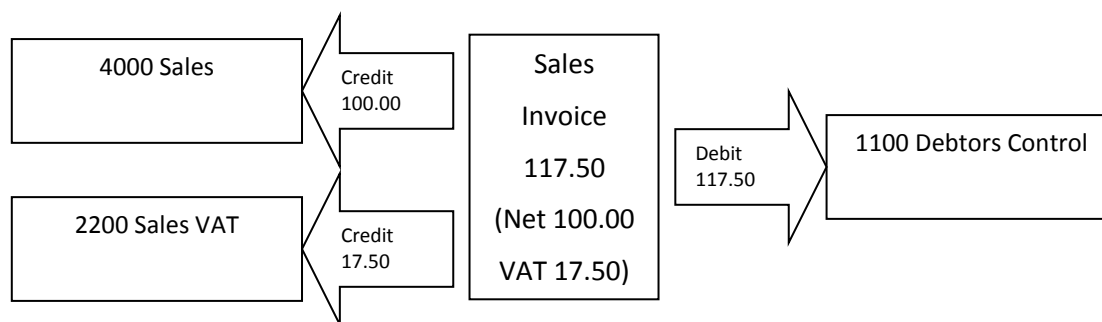 4000 Sales
Credit
100.00
2200 Sales VAT
Credit
17.50
Sales
Invoice
117.50
(Net 100.00
VAT 17.50)
Debit
117.50
1100 Debtors Control